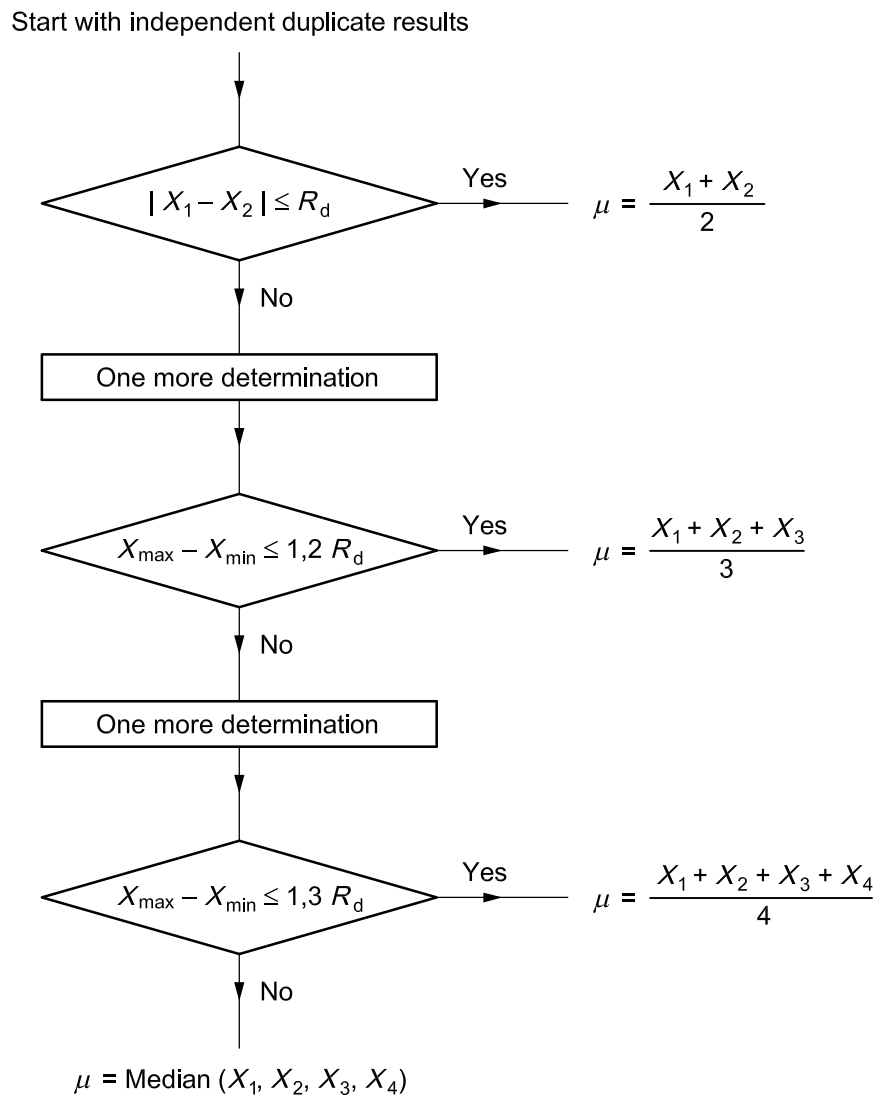 Start with independent duplicate results
| X1 – X2 | ≤ Rd
Yes
μ = X1 + X2 / 2
No
One more determination
Xmax – Xmin ≤ 1,2 Rd
Yes
μ = X1 + X2 + X3 / 3
No
One more determination
Xmax – Xmin ≤ 1,3 Rd
Yes
μ = X1 + X2 + X3 + X4 / 4
No
μ = Median (X1, X2, X3, X4)